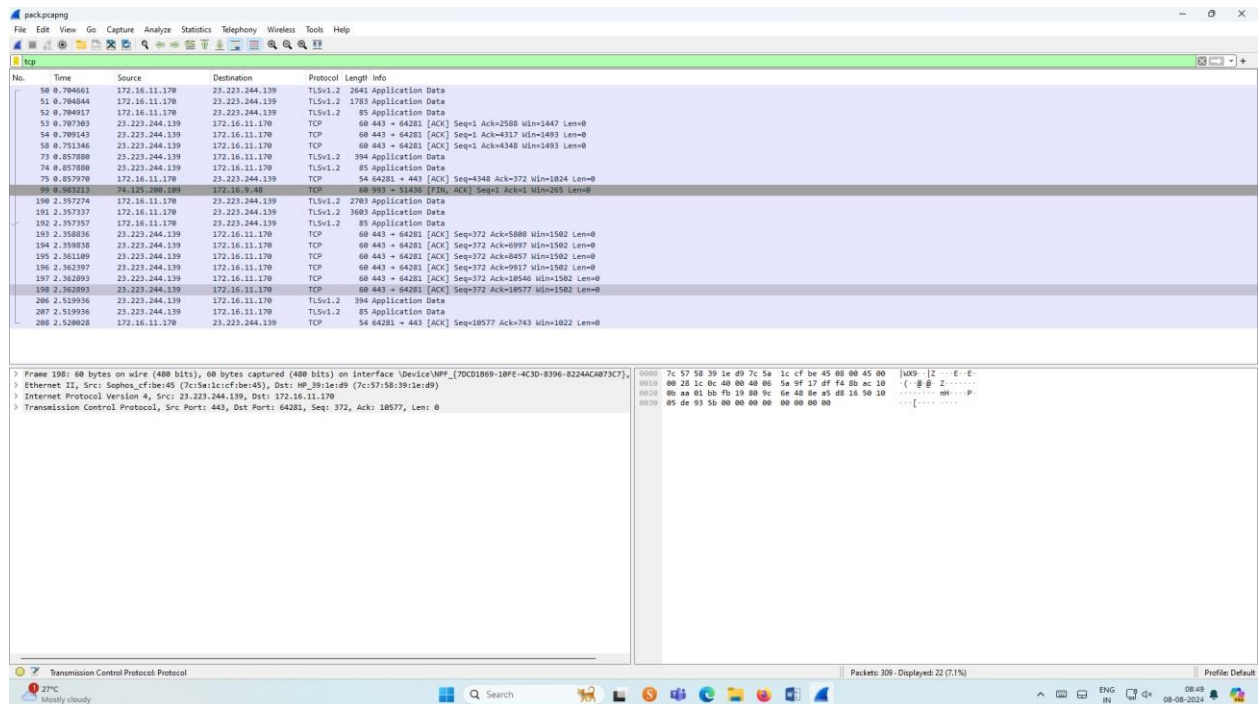 pack.pcapng
File Edit View Go Capture Analyze Statistics Telephony Wireless Tools Help
tcp
No. Time Source Destination Protocol Length Info
50 0.704661 172.16.11.170 23.223.244.139 TLSv1.2 2641 Application Data
51 0.704844 172.16.11.170 23.223.244.139 TLSv1.2 1783 Application Data
52 0.704917 172.16.11.170 23.223.244.139 TLSv1.2 85 Application Data
53 0.707303 23.223.244.139 172.16.11.170 TCP 60 443 → 64281 [ACK] Seq=1 Ack=2588 Win=1447 Len=0
54 0.709143 23.223.244.139 172.16.11.170 TCP 60 443 → 64281 [ACK] Seq=1 Ack=4317 Win=1493 Len=0
58 0.751346 23.223.244.139 172.16.11.170 TCP 60 443 → 64281 [ACK] Seq=1 Ack=4348 Win=1493 Len=0
73 0.857880 23.223.244.139 172.16.11.170 TLSv1.2 394 Application Data
74 0.857880 23.223.244.139 172.16.11.170 TLSv1.2 85 Application Data
75 0.857970 172.16.11.170 23.223.244.139 TCP 54 64281 → 443 [ACK] Seq=4348 Ack=372 Win=1024 Len=0
99 0.983213 74.125.200.109 172.16.9.48 TCP 60 993 → 51436 [FIN, ACK] Seq=1 Ack=1 Win=265 Len=0
190 2.357274 172.16.11.170 23.223.244.139 TLSv1.2 2703 Application Data
191 2.357337 172.16.11.170 23.223.244.139 TLSv1.2 3603 Application Data
192 2.357357 172.16.11.170 23.223.244.139 TLSv1.2 85 Application Data
193 2.358836 23.223.244.139 172.16.11.170 TCP 60 443 → 64281 [ACK] Seq=372 Ack=5808 Win=1502 Len=0
194 2.359838 23.223.244.139 172.16.11.170 TCP 60 443 → 64281 [ACK] Seq=372 Ack=6997 Win=1502 Len=0
195 2.361109 23.223.244.139 172.16.11.170 TCP 60 443 → 64281 [ACK] Seq=372 Ack=8457 Win=1502 Len=0
196 2.362397 23.223.244.139 172.16.11.170 TCP 60 443 → 64281 [ACK] Seq=372 Ack=9917 Win=1502 Len=0
197 2.362893 23.223.244.139 172.16.11.170 TCP 60 443 → 64281 [ACK] Seq=372 Ack=10546 Win=1502 Len=0
198 2.362893 23.223.244.139 172.16.11.170 TCP 60 443 → 64281 [ACK] Seq=372 Ack=10577 Win=1502 Len=0
206 2.519936 23.223.244.139 172.16.11.170 TLSv1.2 394 Application Data
207 2.519936 23.223.244.139 172.16.11.170 TLSv1.2 85 Application Data
208 2.520028 172.16.11.170 23.223.244.139 TCP 54 64281 → 443 [ACK] Seq=10577 Ack=743 Win=1022 Len=0
> Frame 198: 60 bytes on wire (480 bits), 60 bytes captured (480 bits) on interface \Device\NPF_{7DCD1B69-10FE-4C3D-8396-8224ACA073C7},
> Ethernet II, Src: Sophos_cf:be:45 (7c:5a:1c:cf:be:45), Dst: HP_39:1e:d9 (7c:57:58:39:1e:d9)
> Internet Protocol Version 4, Src: 23.223.244.139, Dst: 172.16.11.170
> Transmission Control Protocol, Src Port: 443, Dst Port: 64281, Seq: 372, Ack: 10577, Len: 0
0000 7c 57 58 39 1e d9 7c 5a 1c cf be 45 08 00 45 00 |WX9··|Z ···E··E·
0010 00 28 1c 0c 40 00 40 06 5a 9f 17 df f4 8b ac 10 ·(··@·@· Z·······
0020 0b aa 01 bb fb 19 80 9c 6e 48 8e a5 d8 16 50 10 ········ nH····P·
0030 05 de 93 5b 00 00 00 00 00 00 00 00 ···[···· ····
Transmission Control Protocol: Protocol
Packets: 309 · Displayed: 22 (7.1%)
Profile: Default
1
27°C
Mostly cloudy
Search
ENG
IN
08:49
08-08-2024